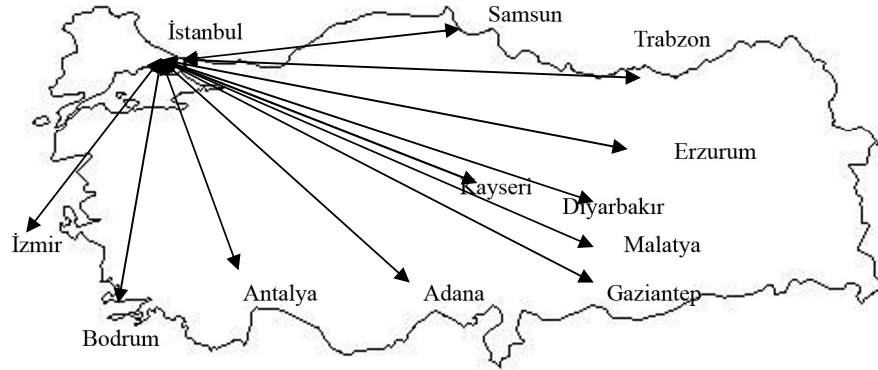 Samsun
İstanbul
Trabzon
Erzurum
Kayseri
Diyarbakır
İzmir
Malatya
Antalya
Adana
Gaziantep
Bodrum